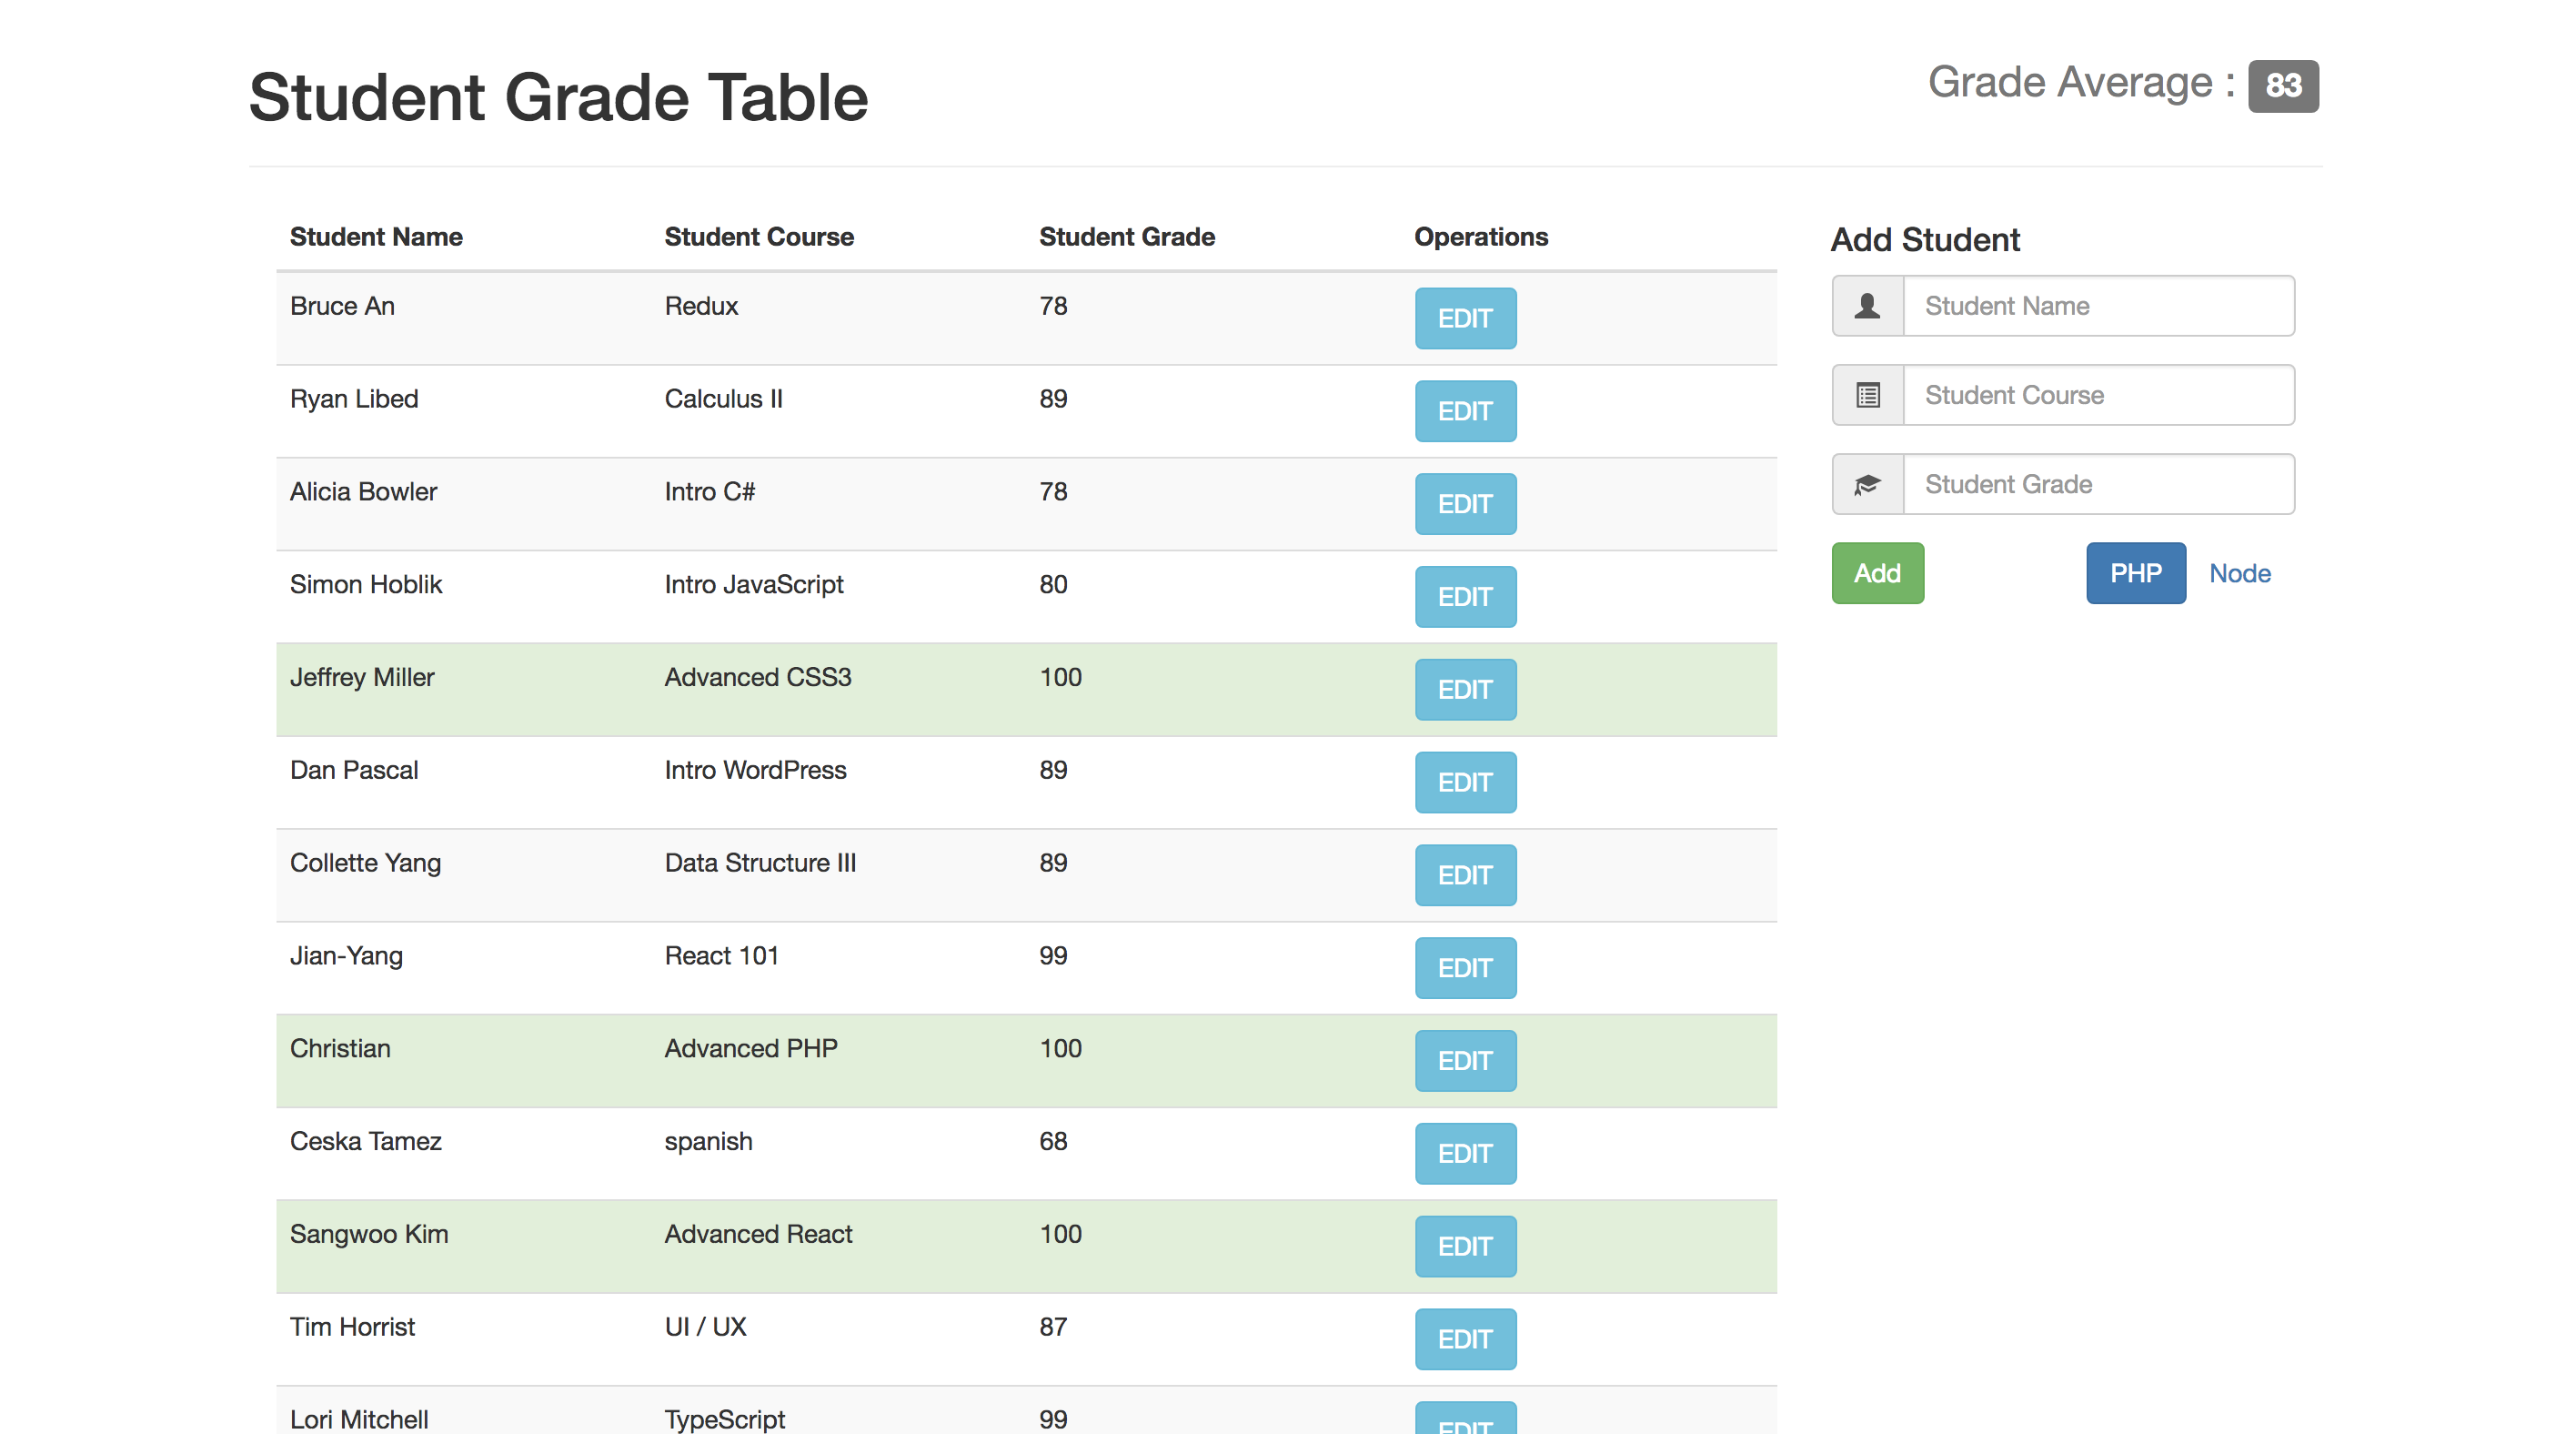 Student Grade Table
Grade Average : 83
Student Name Student Course Student Grade Operations
Bruce An Redux 78 EDIT
Ryan Libed Calculus II 89 EDIT
Alicia Bowler Intro C# 78 EDIT
Simon Hoblik Intro JavaScript 80 EDIT
Jeffrey Miller Advanced CSS3 100 EDIT
Dan Pascal Intro WordPress 89 EDIT
Collette Yang Data Structure III 89 EDIT
Jian-Yang React 101 99 EDIT
Christian Advanced PHP 100 EDIT
Ceska Tamez spanish 68 EDIT
Sangwoo Kim Advanced React 100 EDIT
Tim Horrist UI / UX 87 EDIT
Lori Mitchell TypeScript 99 EDIT
Add Student
Student Name
Student Course
Student Grade
Add PHP Node